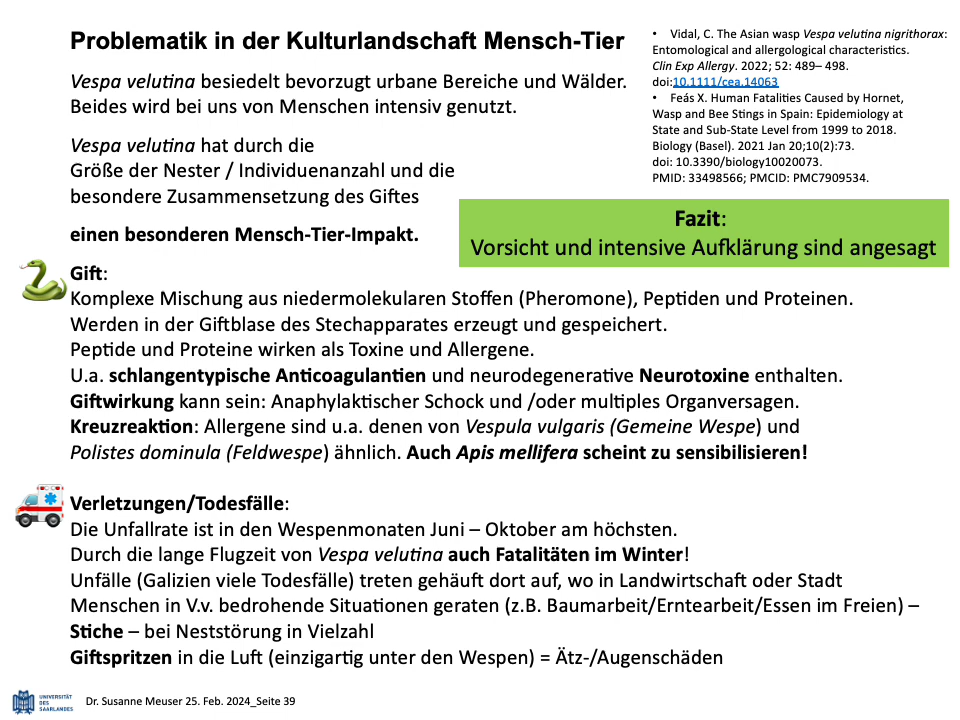 Problematik in der Kulturlandschaft Mensch-Tier
Vespa velutina besiedelt bevorzugt urbane Bereiche und Wälder.
Beides wird bei uns von Menschen intensiv genutzt.
Vespa velutina hat durch die
Größe der Nester / Individuenanzahl und die
besondere Zusammensetzung des Giftes
einen besonderen Mensch-Tier-Impakt.
• Vidal, C. The Asian wasp Vespa velutina nigrithorax:
Entomological and allergological characteristics.
Clin Exp Allergy. 2022; 52: 489– 498.
doi:10.1111/cea.14063
• Feás X. Human Fatalities Caused by Hornet,
Wasp and Bee Stings in Spain: Epidemiology at
State and Sub-State Level from 1999 to 2018.
Biology (Basel). 2021 Jan 20;10(2):73.
doi: 10.3390/biology10020073.
PMID: 33498566; PMCID: PMC7909534.
Fazit:
Vorsicht und intensive Aufklärung sind angesagt
Gift:
Komplexe Mischung aus niedermolekularen Stoffen (Pheromone), Peptiden und Proteinen.
Werden in der Giftblase des Stechapparates erzeugt und gespeichert.
Peptide und Proteine wirken als Toxine und Allergene.
U.a. schlangentypische Anticoagulantien und neurodegenerative Neurotoxine enthalten.
Giftwirkung kann sein: Anaphylaktischer Schock und /oder multiples Organversagen.
Kreuzreaktion: Allergene sind u.a. denen von Vespula vulgaris (Gemeine Wespe) und
Polistes dominula (Feldwespe) ähnlich. Auch Apis mellifera scheint zu sensibilisieren!
Verletzungen/Todesfälle:
Die Unfallrate ist in den Wespenmonaten Juni – Oktober am höchsten.
Durch die lange Flugzeit von Vespa velutina auch Fatalitäten im Winter!
Unfälle (Galizien viele Todesfälle) treten gehäuft dort auf, wo in Landwirtschaft oder Stadt
Menschen in V.v. bedrohende Situationen geraten (z.B. Baumarbeit/Erntearbeit/Essen im Freien) –
Stiche – bei Neststörung in Vielzahl
Giftspritzen in die Luft (einzigartig unter den Wespen) = Ätz-/Augenschäden
UNIVERSITÄT
DES
SAARLANDES
Dr. Susanne Meuser 25. Feb. 2024_Seite 39